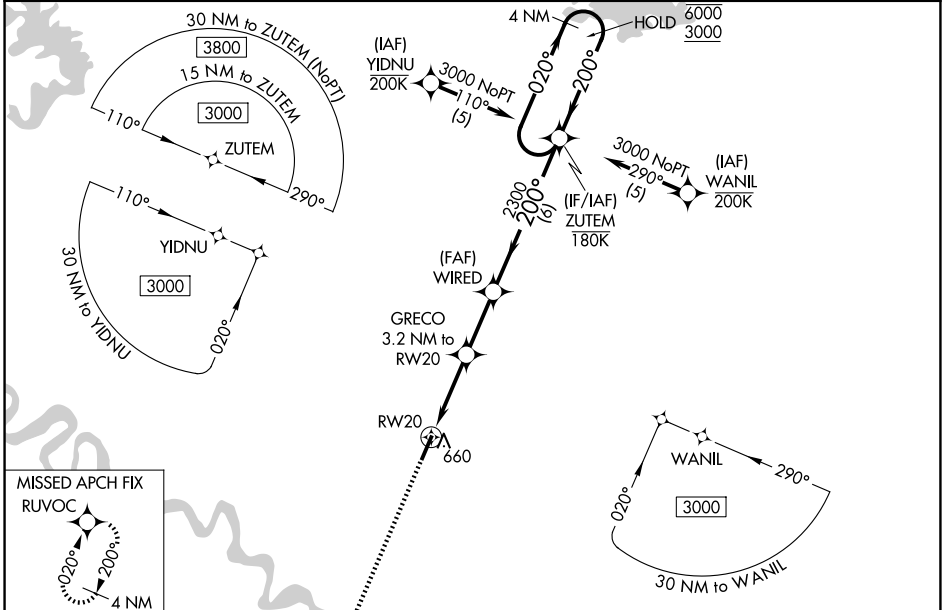 30 NM to ZUTEM (NoPT)
3800
15 NM to ZUTEM
3000
110°
ZUTEM
290°
(IAF)
YIDNU
200K
3000 NoPT
110°
(5)
4 NM
HOLD
6000
3000
020°
200°
3000 NoPT
290°
(5)
(IAF)
WANIL
200K
(IF/IAF)
ZUTEM
180K
2300
200°
(6)
110°
YIDNU
3000
30 NM to YIDNU
020°
(FAF)
WIRED
GRECO
3.2 NM to
RW20
RW20
660
WANIL
290°
020°
3000
30 NM to WANIL
MISSED APCH FIX
RUVOC
020°
200°
4 NM